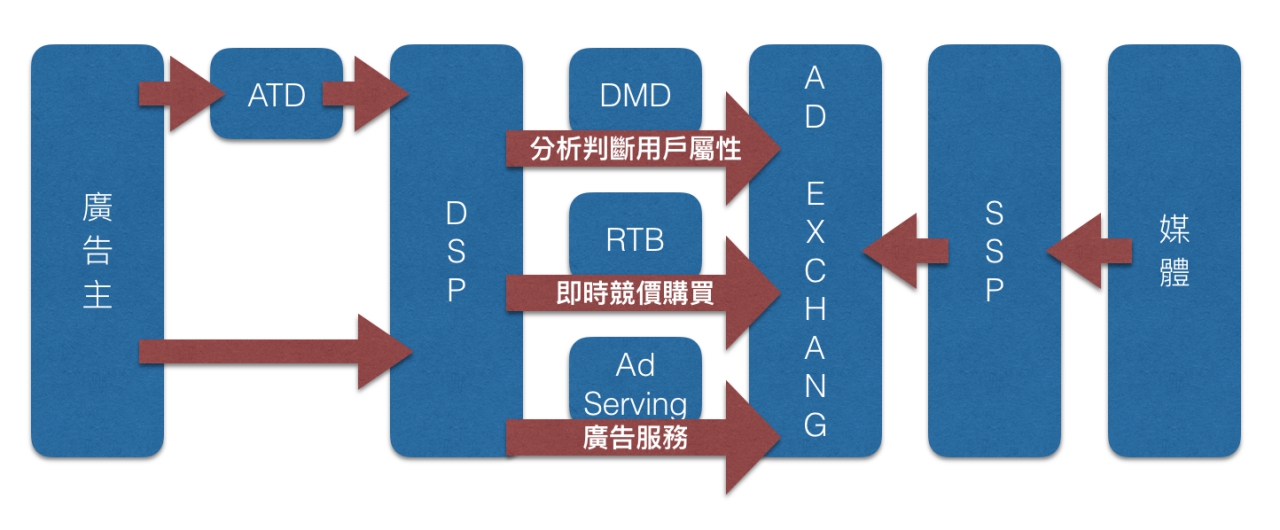 廣告主
ATD
DSP
DMD
分析判斷用戶屬性
RTB
即時競價購買
Ad
Serving
廣告服務
AD EXCHANG
SSP
媒體